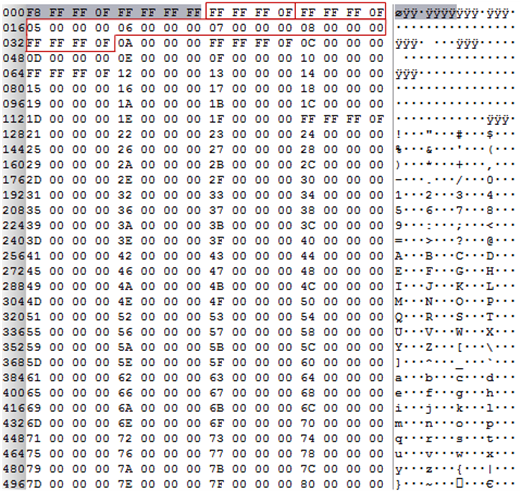 000 F8 FF FF 0F FF FF FF FF FF FF FF 0F FF FF FF 0F øÿÿ·ÿÿÿÿÿÿÿ·ÿÿÿ·
016 05 00 00 00 06 00 00 00 07 00 00 00 08 00 00 00 ················
032 FF FF FF 0F 0A 00 00 00 FF FF FF 0F 0C 00 00 00 ÿÿÿ·····ÿÿÿ·····
048 0D 00 00 00 0E 00 00 00 0F 00 00 00 10 00 00 00 ················
064 FF FF FF 0F 12 00 00 00 13 00 00 00 14 00 00 00 ÿÿÿ·············
080 15 00 00 00 16 00 00 00 17 00 00 00 18 00 00 00 ················
096 19 00 00 00 1A 00 00 00 1B 00 00 00 1C 00 00 00 ················
112 1D 00 00 00 1E 00 00 00 1F 00 00 00 FF FF FF 0F ············ÿÿÿ·
128 21 00 00 00 22 00 00 00 23 00 00 00 24 00 00 00 !···"···#···$···
144 25 00 00 00 26 00 00 00 27 00 00 00 28 00 00 00 %···&···'···(···
160 29 00 00 00 2A 00 00 00 2B 00 00 00 2C 00 00 00 )···*···+···,···
176 2D 00 00 00 2E 00 00 00 2F 00 00 00 30 00 00 00 -···.···/···0···
192 31 00 00 00 32 00 00 00 33 00 00 00 34 00 00 00 1···2···3···4···
208 35 00 00 00 36 00 00 00 37 00 00 00 38 00 00 00 5···6···7···8···
224 39 00 00 00 3A 00 00 00 3B 00 00 00 3C 00 00 00 9···:···;···<···
240 3D 00 00 00 3E 00 00 00 3F 00 00 00 40 00 00 00 =···>···?···@···
256 41 00 00 00 42 00 00 00 43 00 00 00 44 00 00 00 A···B···C···D···
272 45 00 00 00 46 00 00 00 47 00 00 00 48 00 00 00 E···F···G···H···
288 49 00 00 00 4A 00 00 00 4B 00 00 00 4C 00 00 00 I···J···K···L···
304 4D 00 00 00 4E 00 00 00 4F 00 00 00 50 00 00 00 M···N···O···P···
320 51 00 00 00 52 00 00 00 53 00 00 00 54 00 00 00 Q···R···S···T···
336 55 00 00 00 56 00 00 00 57 00 00 00 58 00 00 00 U···V···W···X···
352 59 00 00 00 5A 00 00 00 5B 00 00 00 5C 00 00 00 Y···Z···[···\···
368 5D 00 00 00 5E 00 00 00 5F 00 00 00 60 00 00 00 ]···^···_···`···
384 61 00 00 00 62 00 00 00 63 00 00 00 64 00 00 00 a···b···c···d···
400 65 00 00 00 66 00 00 00 67 00 00 00 68 00 00 00 e···f···g···h···
416 69 00 00 00 6A 00 00 00 6B 00 00 00 6C 00 00 00 i···j···k···l···
432 6D 00 00 00 6E 00 00 00 6F 00 00 00 70 00 00 00 m···n···o···p···
448 71 00 00 00 72 00 00 00 73 00 00 00 74 00 00 00 q···r···s···t···
464 75 00 00 00 76 00 00 00 77 00 00 00 78 00 00 00 u···v···w···x···
480 79 00 00 00 7A 00 00 00 7B 00 00 00 7C 00 00 00 y···z···{···|···
496 7D 00 00 00 7E 00 00 00 7F 00 00 00 80 00 00 00 }···~···□···€···